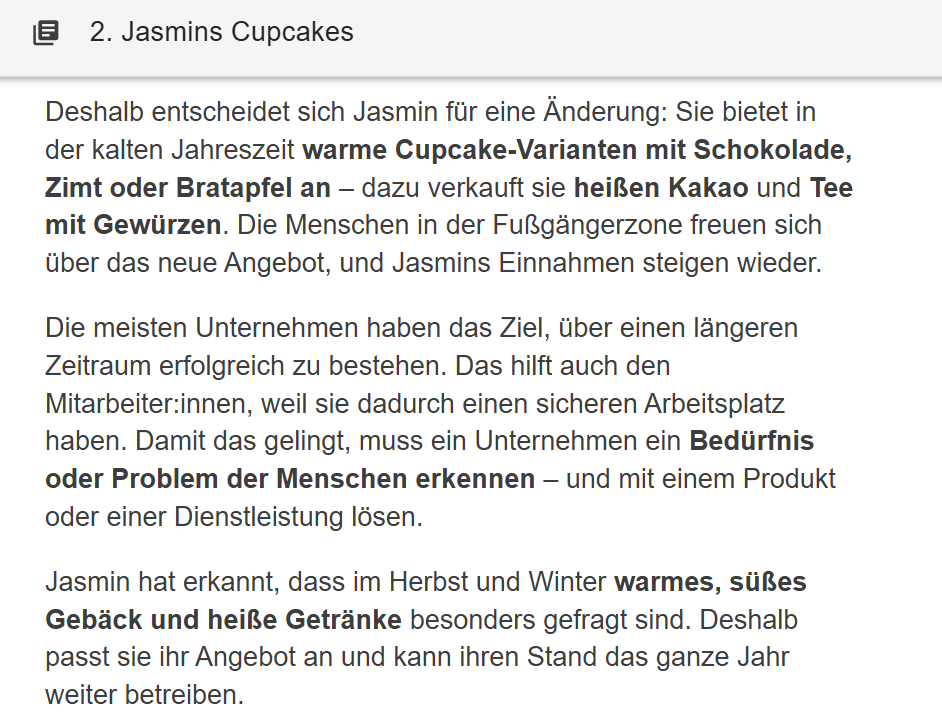 2. Jasmins Cupcakes
Deshalb entscheidet sich Jasmin für eine Änderung: Sie bietet in
der kalten Jahreszeit warme Cupcake-Varianten mit Schokolade,
Zimt oder Bratapfel an – dazu verkauft sie heißen Kakao und Tee
mit Gewürzen. Die Menschen in der Fußgängerzone freuen sich
über das neue Angebot, und Jasmins Einnahmen steigen wieder.
Die meisten Unternehmen haben das Ziel, über einen längeren
Zeitraum erfolgreich zu bestehen. Das hilft auch den
Mitarbeiter:innen, weil sie dadurch einen sicheren Arbeitsplatz
haben. Damit das gelingt, muss ein Unternehmen ein Bedürfnis
oder Problem der Menschen erkennen – und mit einem Produkt
oder einer Dienstleistung lösen.
Jasmin hat erkannt, dass im Herbst und Winter warmes, süßes
Gebäck und heiße Getränke besonders gefragt sind. Deshalb
passt sie ihr Angebot an und kann ihren Stand das ganze Jahr
weiter betreiben.